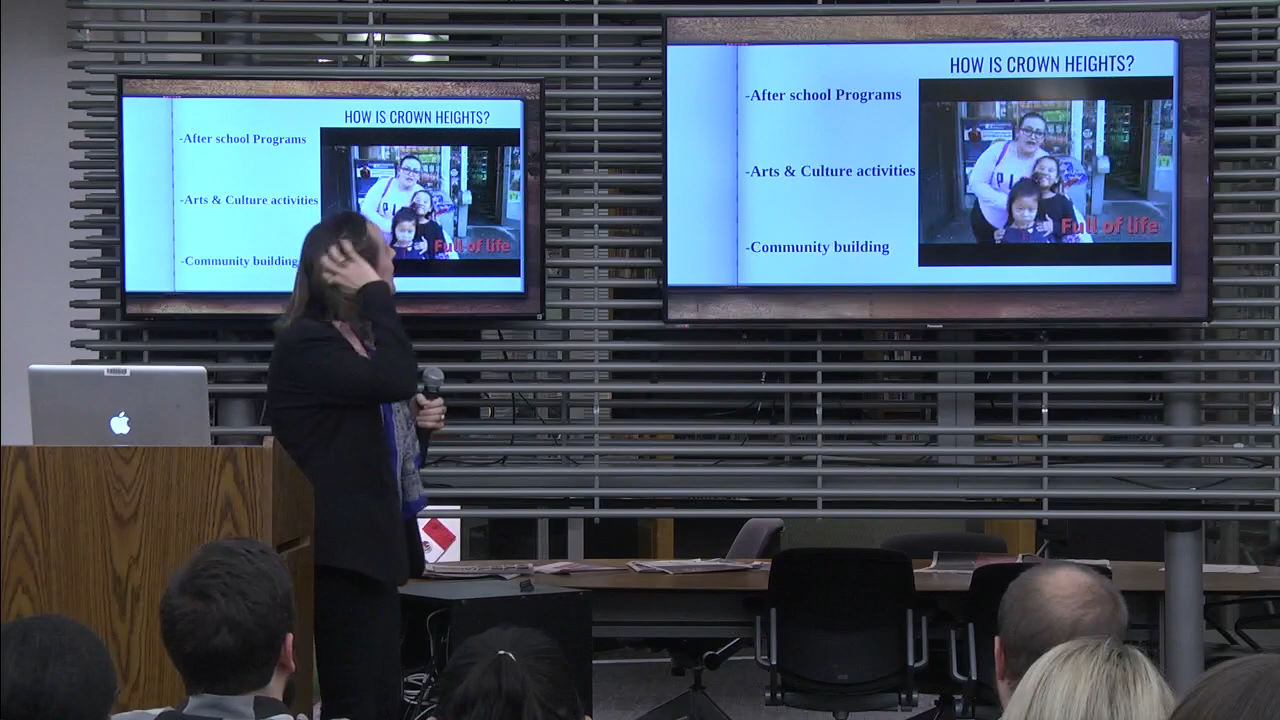 HOW IS CROWN HEIGHTS?
-After school Programs
-Arts & Culture activities
-Community building
Full of life
HOW IS CROWN HEIGHTS?
-After school Programs
-Arts & Culture activities
-Community building
Full of life
Panasonic